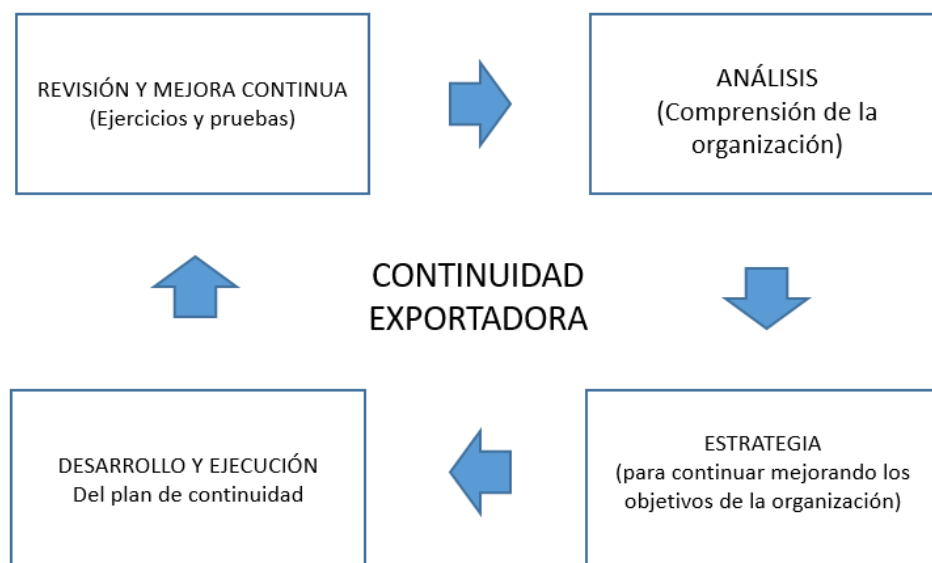 REVISIÓN Y MEJORA CONTINUA
(Ejercicios y pruebas)
ANÁLISIS
(Comprensión de la
organización)
CONTINUIDAD
EXPORTADORA
DESARROLLO Y EJECUCIÓN
Del plan de continuidad
ESTRATEGIA
(para continuar mejorando los
objetivos de la organización)